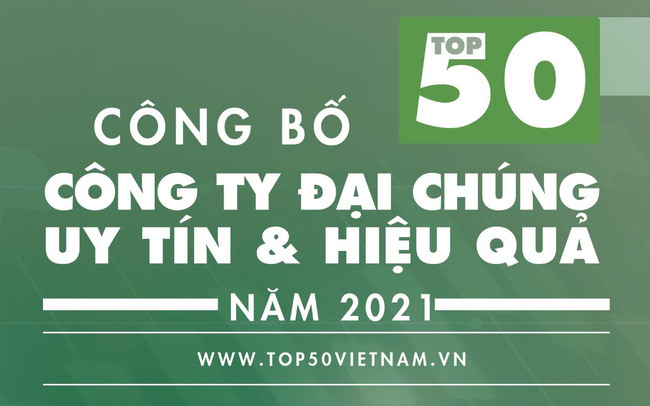 TOP
50
CÔNG BỐ
CÔNG TY ĐẠI CHÚNG
UY TÍN & HIỆU QUẢ
NĂM 2021
WWW.TOP50VIETNAM.VN